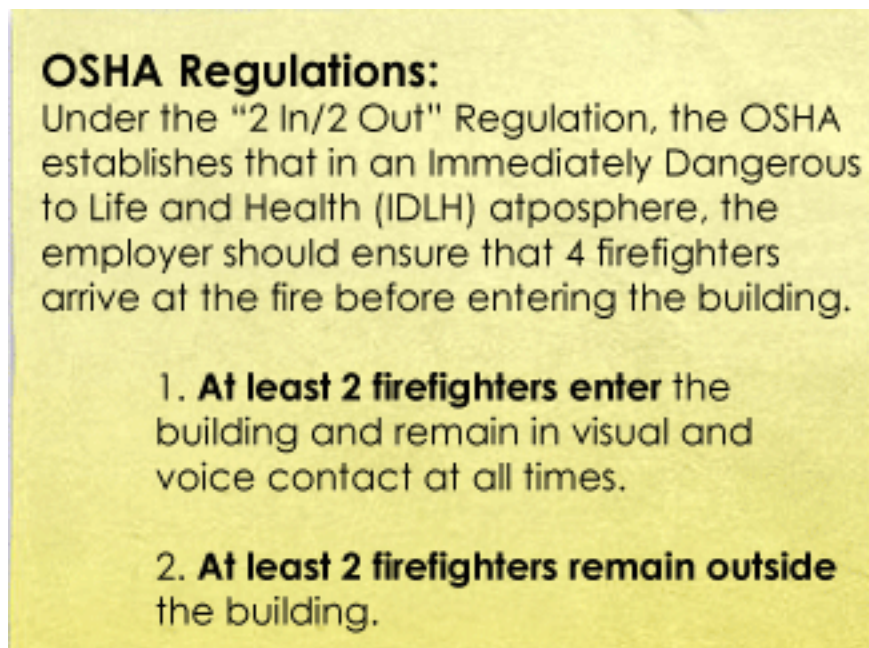 OSHA Regulations:
Under the “2 In/2 Out” Regulation, the OSHA
establishes that in an Immediately Dangerous
to Life and Health (IDLH) atposphere, the
employer should ensure that 4 firefighters
arrive at the fire before entering the building.
1. At least 2 firefighters enter the
building and remain in visual and
voice contact at all times.
2. At least 2 firefighters remain outside
the building.